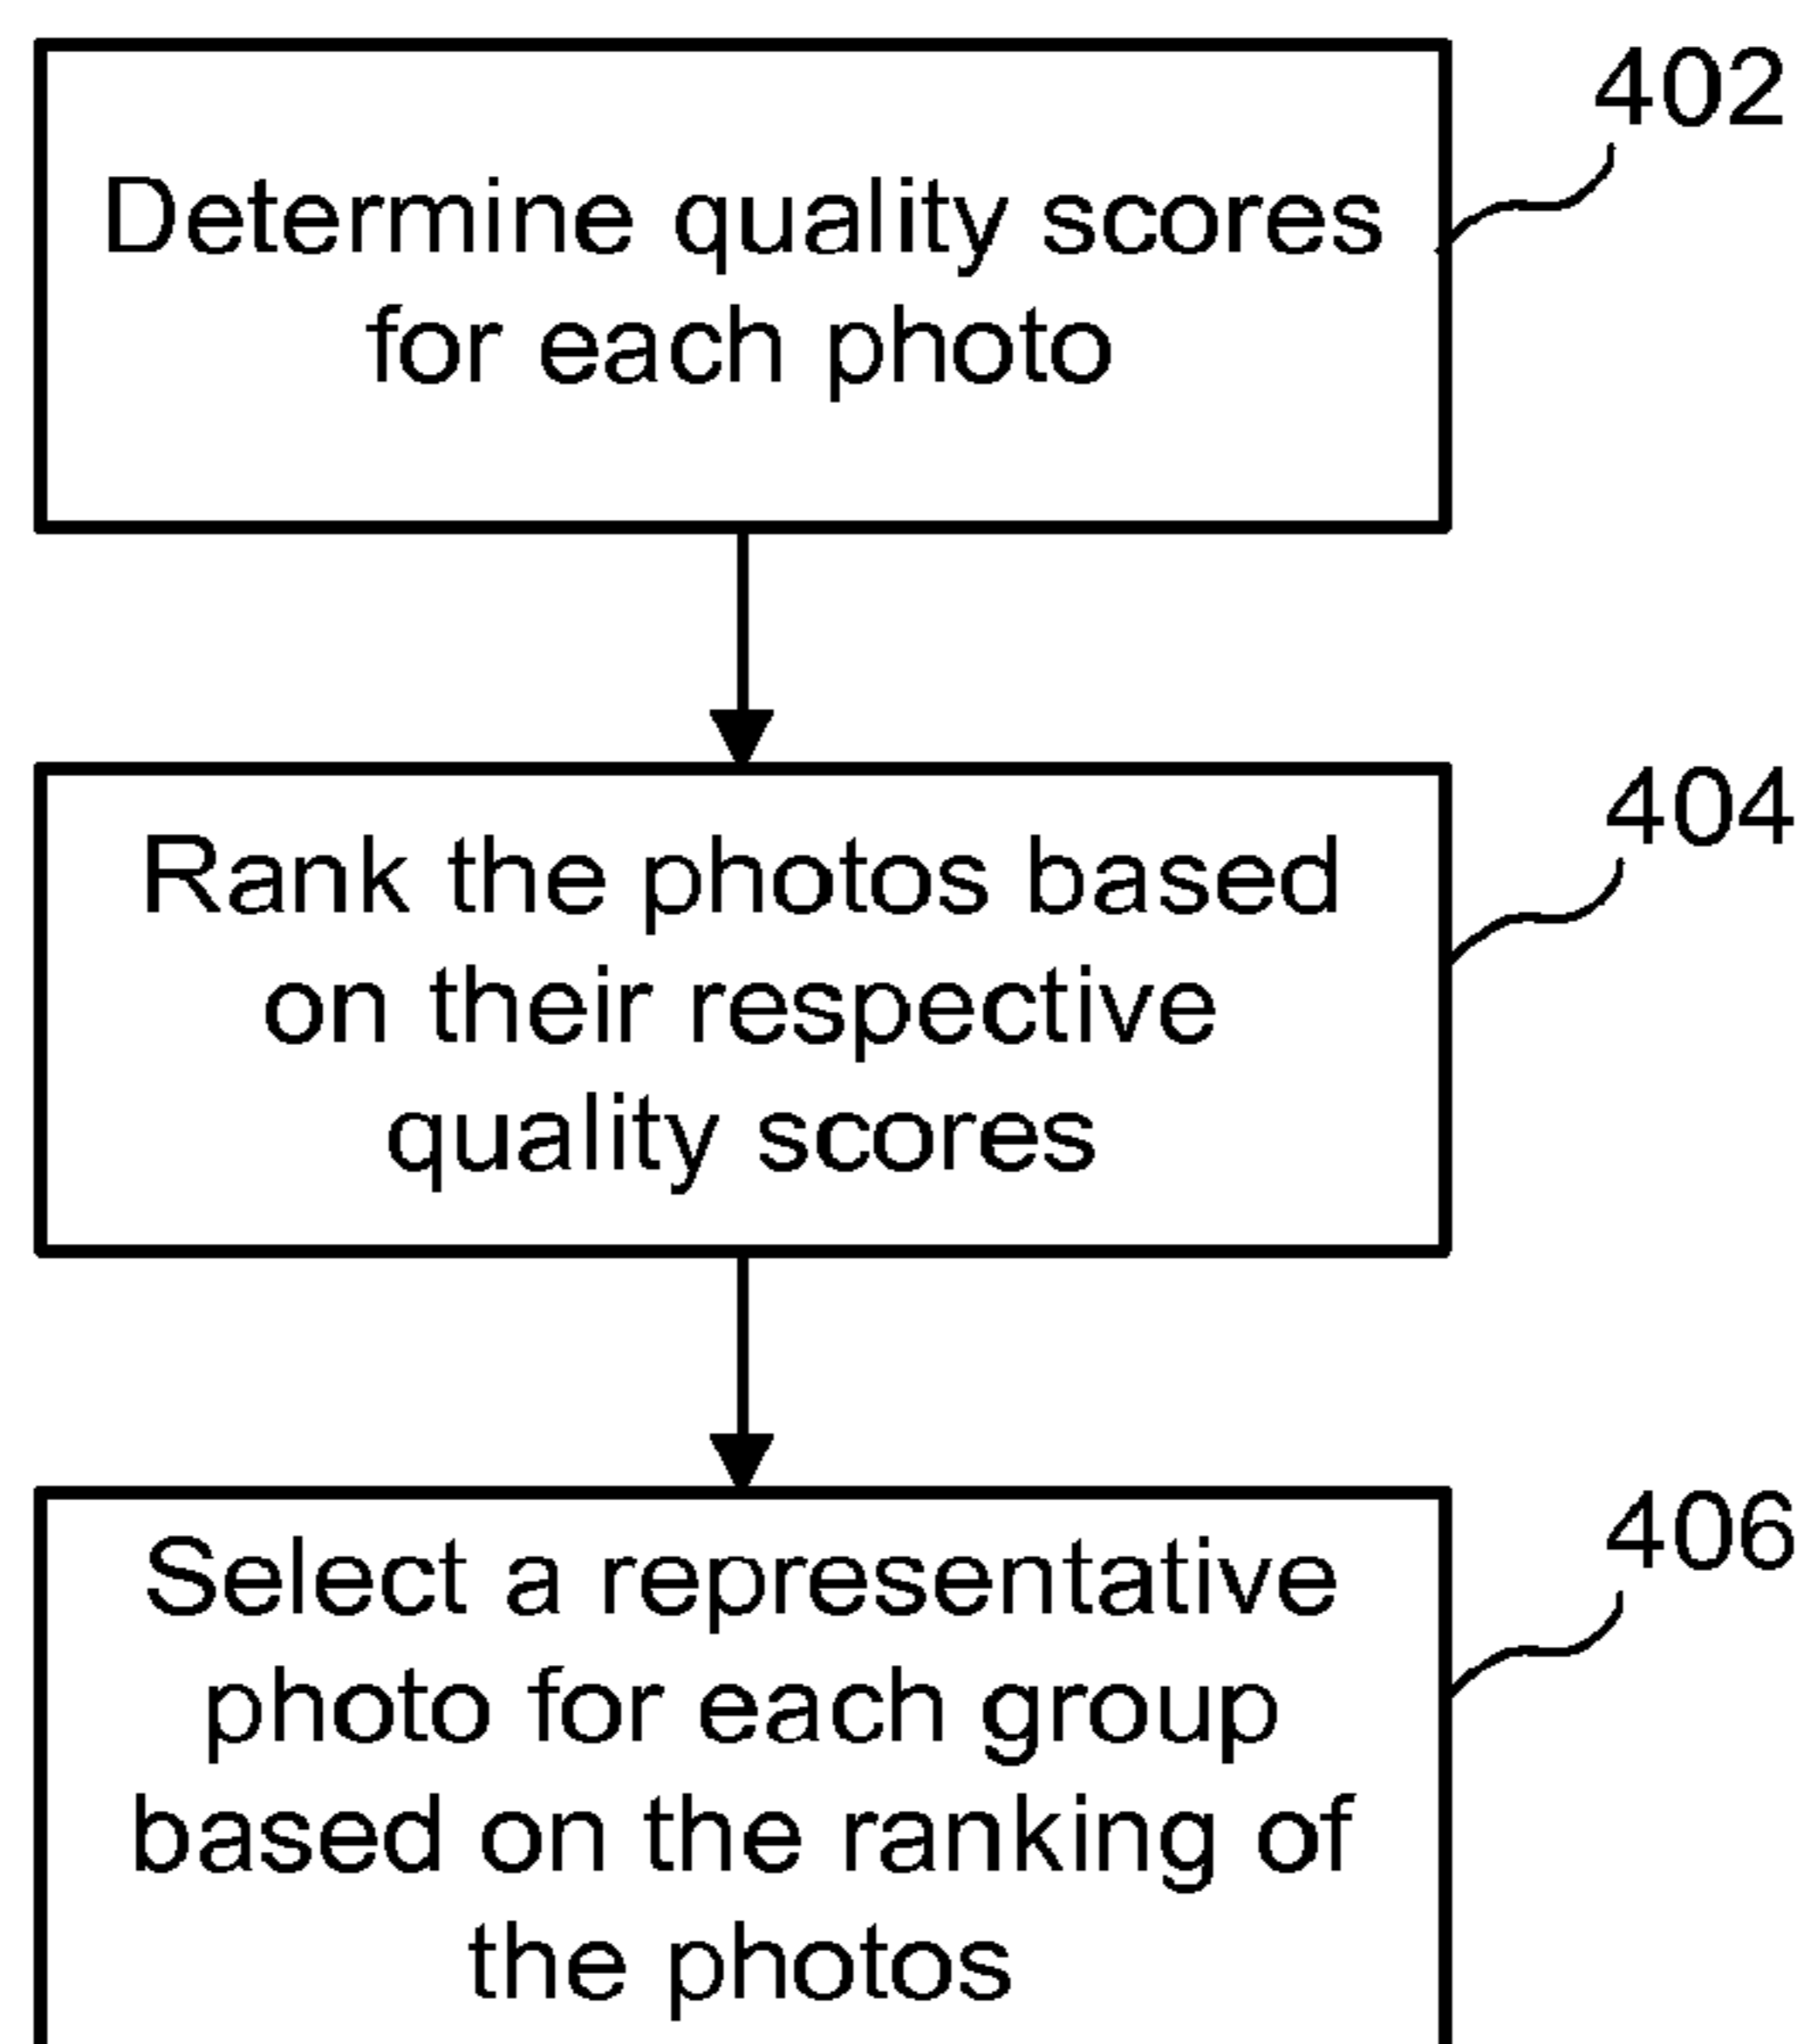 402
Determine quality scores
for each photo
404
Rank the photos based
on their respective
quality scores
406
Select a representative
photo for each group
based on the ranking of
the photos